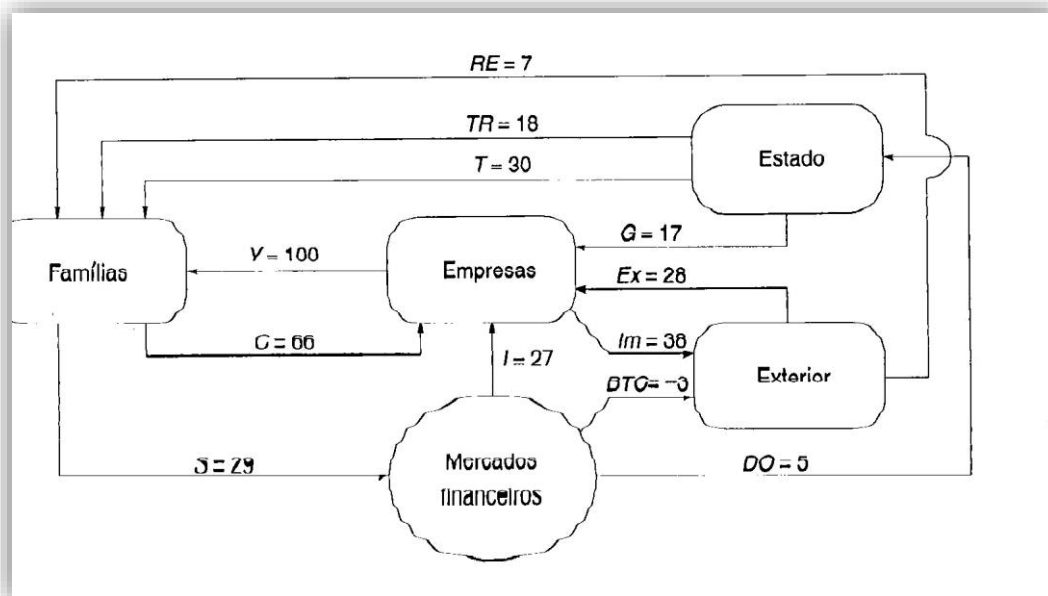 RE = 7
TR = 18
Estado
T = 30
G = 17
Famílias
Y = 100
Empresas
Ex = 28
C = 66
Im = 38
I = 27
Exterior
BTC = −3
S = 29
Mercados
financeiros
DO = 5